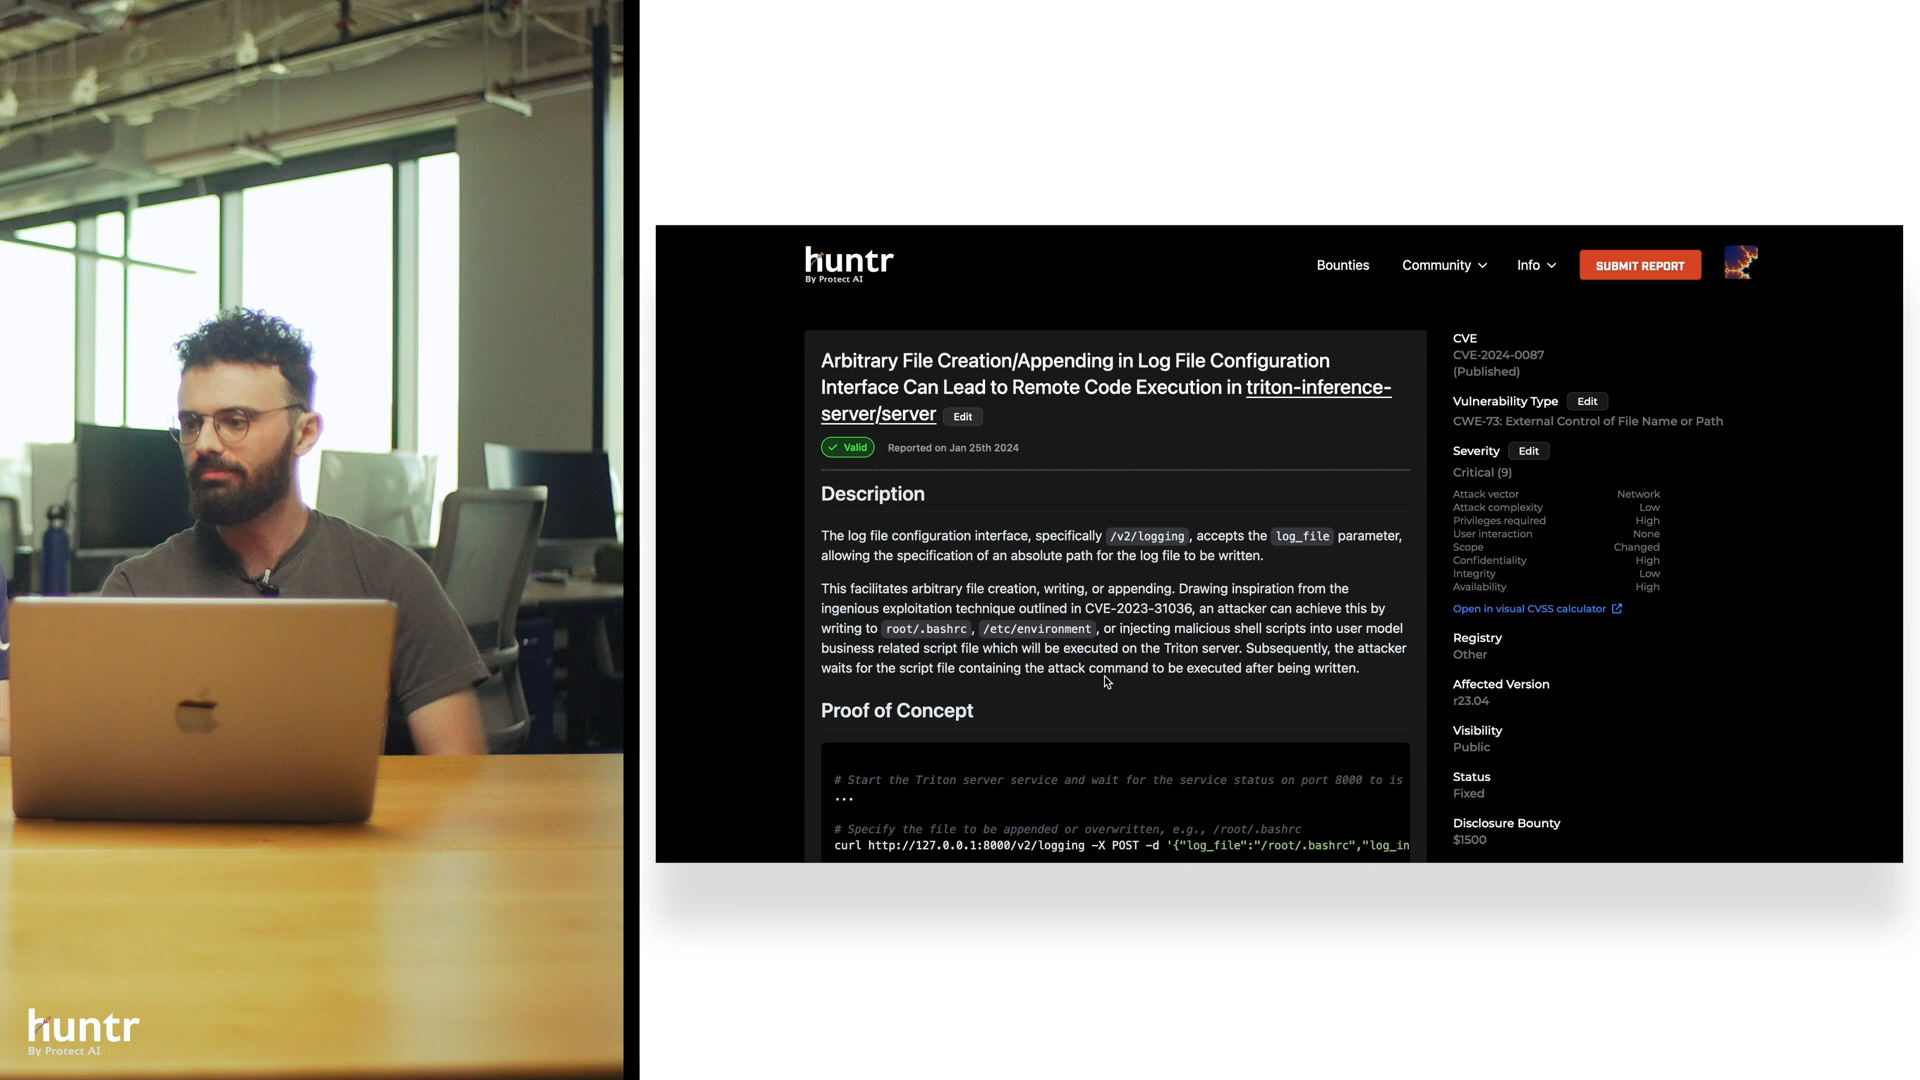 huntr
By Protect AI
huntr
By Protect AI
Bounties
Community
Info
SUBMIT REPORT
Arbitrary File Creation/Appending in Log File Configuration
Interface Can Lead to Remote Code Execution in triton-inference-
server/server Edit
Valid Reported on Jan 25th 2024
Description
The log file configuration interface, specifically /v2/logging, accepts the log_file parameter,
allowing the specification of an absolute path for the log file to be written.
This facilitates arbitrary file creation, writing, or appending. Drawing inspiration from the
ingenious exploitation technique outlined in CVE-2023-31036, an attacker can achieve this by
writing to root/.bashrc, /etc/environment, or injecting malicious shell scripts into user model
business related script file which will be executed on the Triton server. Subsequently, the attacker
waits for the script file containing the attack command to be executed after being written.
Proof of Concept
# Start the Triton server service and wait for the service status on port 8000 to is
...
# Specify the file to be appended or overwritten, e.g., /root/.bashrc
curl http://127.0.0.1:8000/v2/logging -X POST -d '{"log_file":"/root/.bashrc","log_in
CVE
CVE-2024-0087
(Published)
Vulnerability Type Edit
CWE-73: External Control of File Name or Path
Severity Edit
Critical (9)
Attack vector Network
Attack complexity Low
Privileges required High
User interaction None
Scope Changed
Confidentiality High
Integrity Low
Availability High
Open in visual CVSS calculator
Registry
Other
Affected Version
r23.04
Visibility
Public
Status
Fixed
Disclosure Bounty
$1500